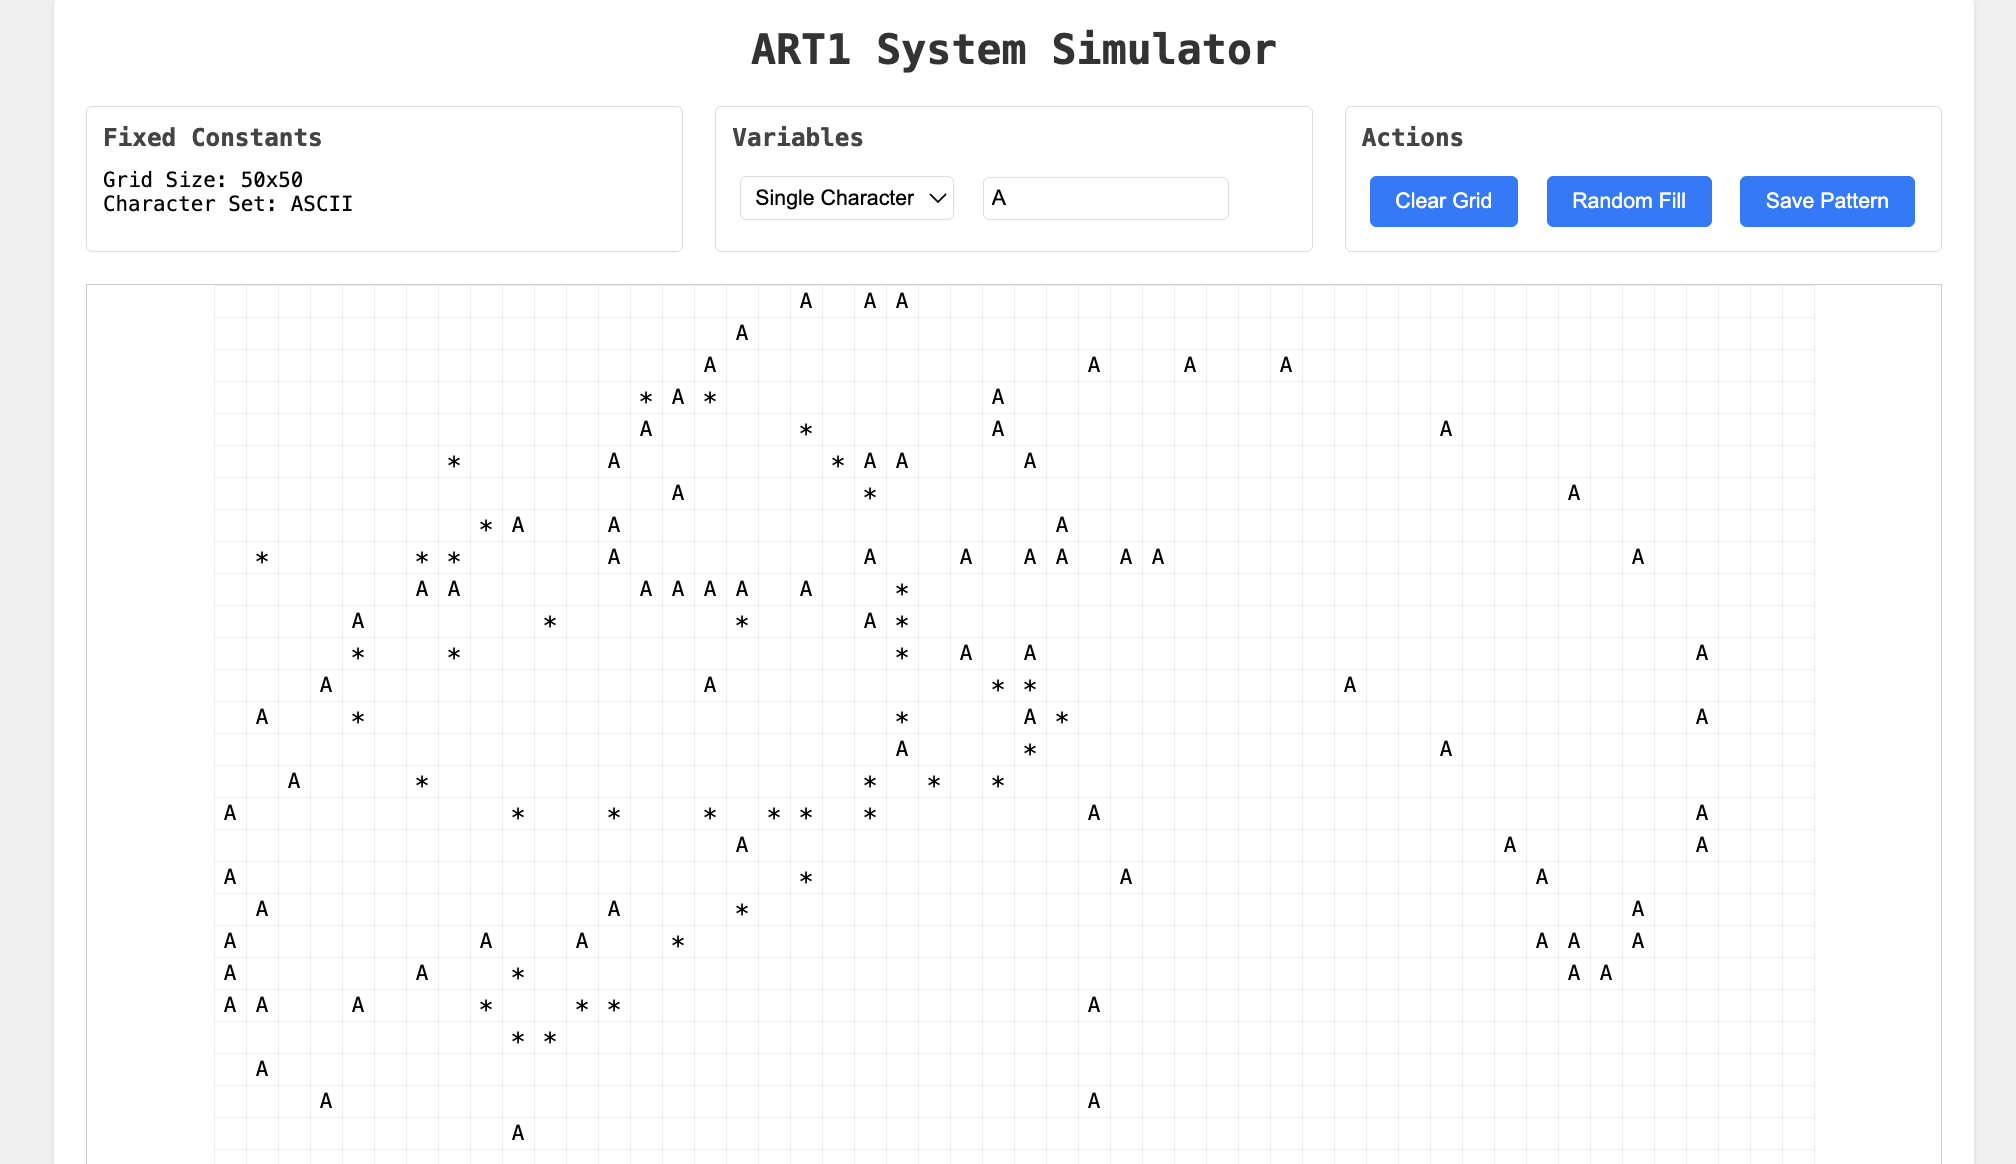 ART1 System Simulator
Fixed Constants
Grid Size: 50x50
Character Set: ASCII
Variables
Single Character
A
Actions
Clear Grid
Random Fill
Save Pattern
A A A
A
A A A A
* A * A
A * A A
* A * A A A
A * A
* A A A
* * * A A A A A A A A
A A A A A A A *
A * * A *
* * * A A A
A A * * A
A * * A * A
A * A
A * * * *
A * * * * * * A A
A A A
A * A A
A A * A
A A A * A A A
A A * A A
A A A * * * A
* *
A
A A
A